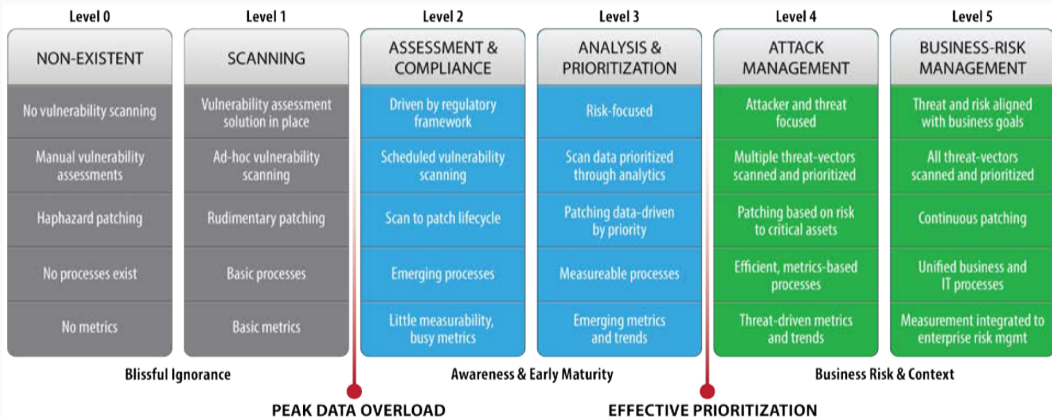 Level 0
Level 1
Level 2
Level 3
Level 4
Level 5
NON-EXISTENT
SCANNING
ASSESSMENT &
COMPLIANCE
ANALYSIS &
PRIORITIZATION
ATTACK
MANAGEMENT
BUSINESS-RISK
MANAGEMENT
No vulnerability scanning
Vulnerability assessment
solution in place
Driven by regulatory
framework
Risk-focused
Attacker and threat
focused
Threat and risk aligned
with business goals
Manual vulnerability
assessments
Ad-hoc vulnerability
scanning
Scheduled vulnerability
scanning
Scan data prioritized
through analytics
Multiple threat-vectors
scanned and prioritized
All threat-vectors
scanned and prioritized
Haphazard patching
Rudimentary patching
Scan to patch lifecycle
Patching data-driven
by priority
Patching based on risk
to critical assets
Continuous patching
No processes exist
Basic processes
Emerging processes
Measureable processes
Efficient, metrics-based
processes
Unified business and
IT processes
No metrics
Basic metrics
Little measurability,
busy metrics
Emerging metrics
and trends
Threat-driven metrics
and trends
Measurement integrated to
enterprise risk mgmt
Blissful Ignorance
Awareness & Early Maturity
Business Risk & Context
PEAK DATA OVERLOAD
EFFECTIVE PRIORITIZATION